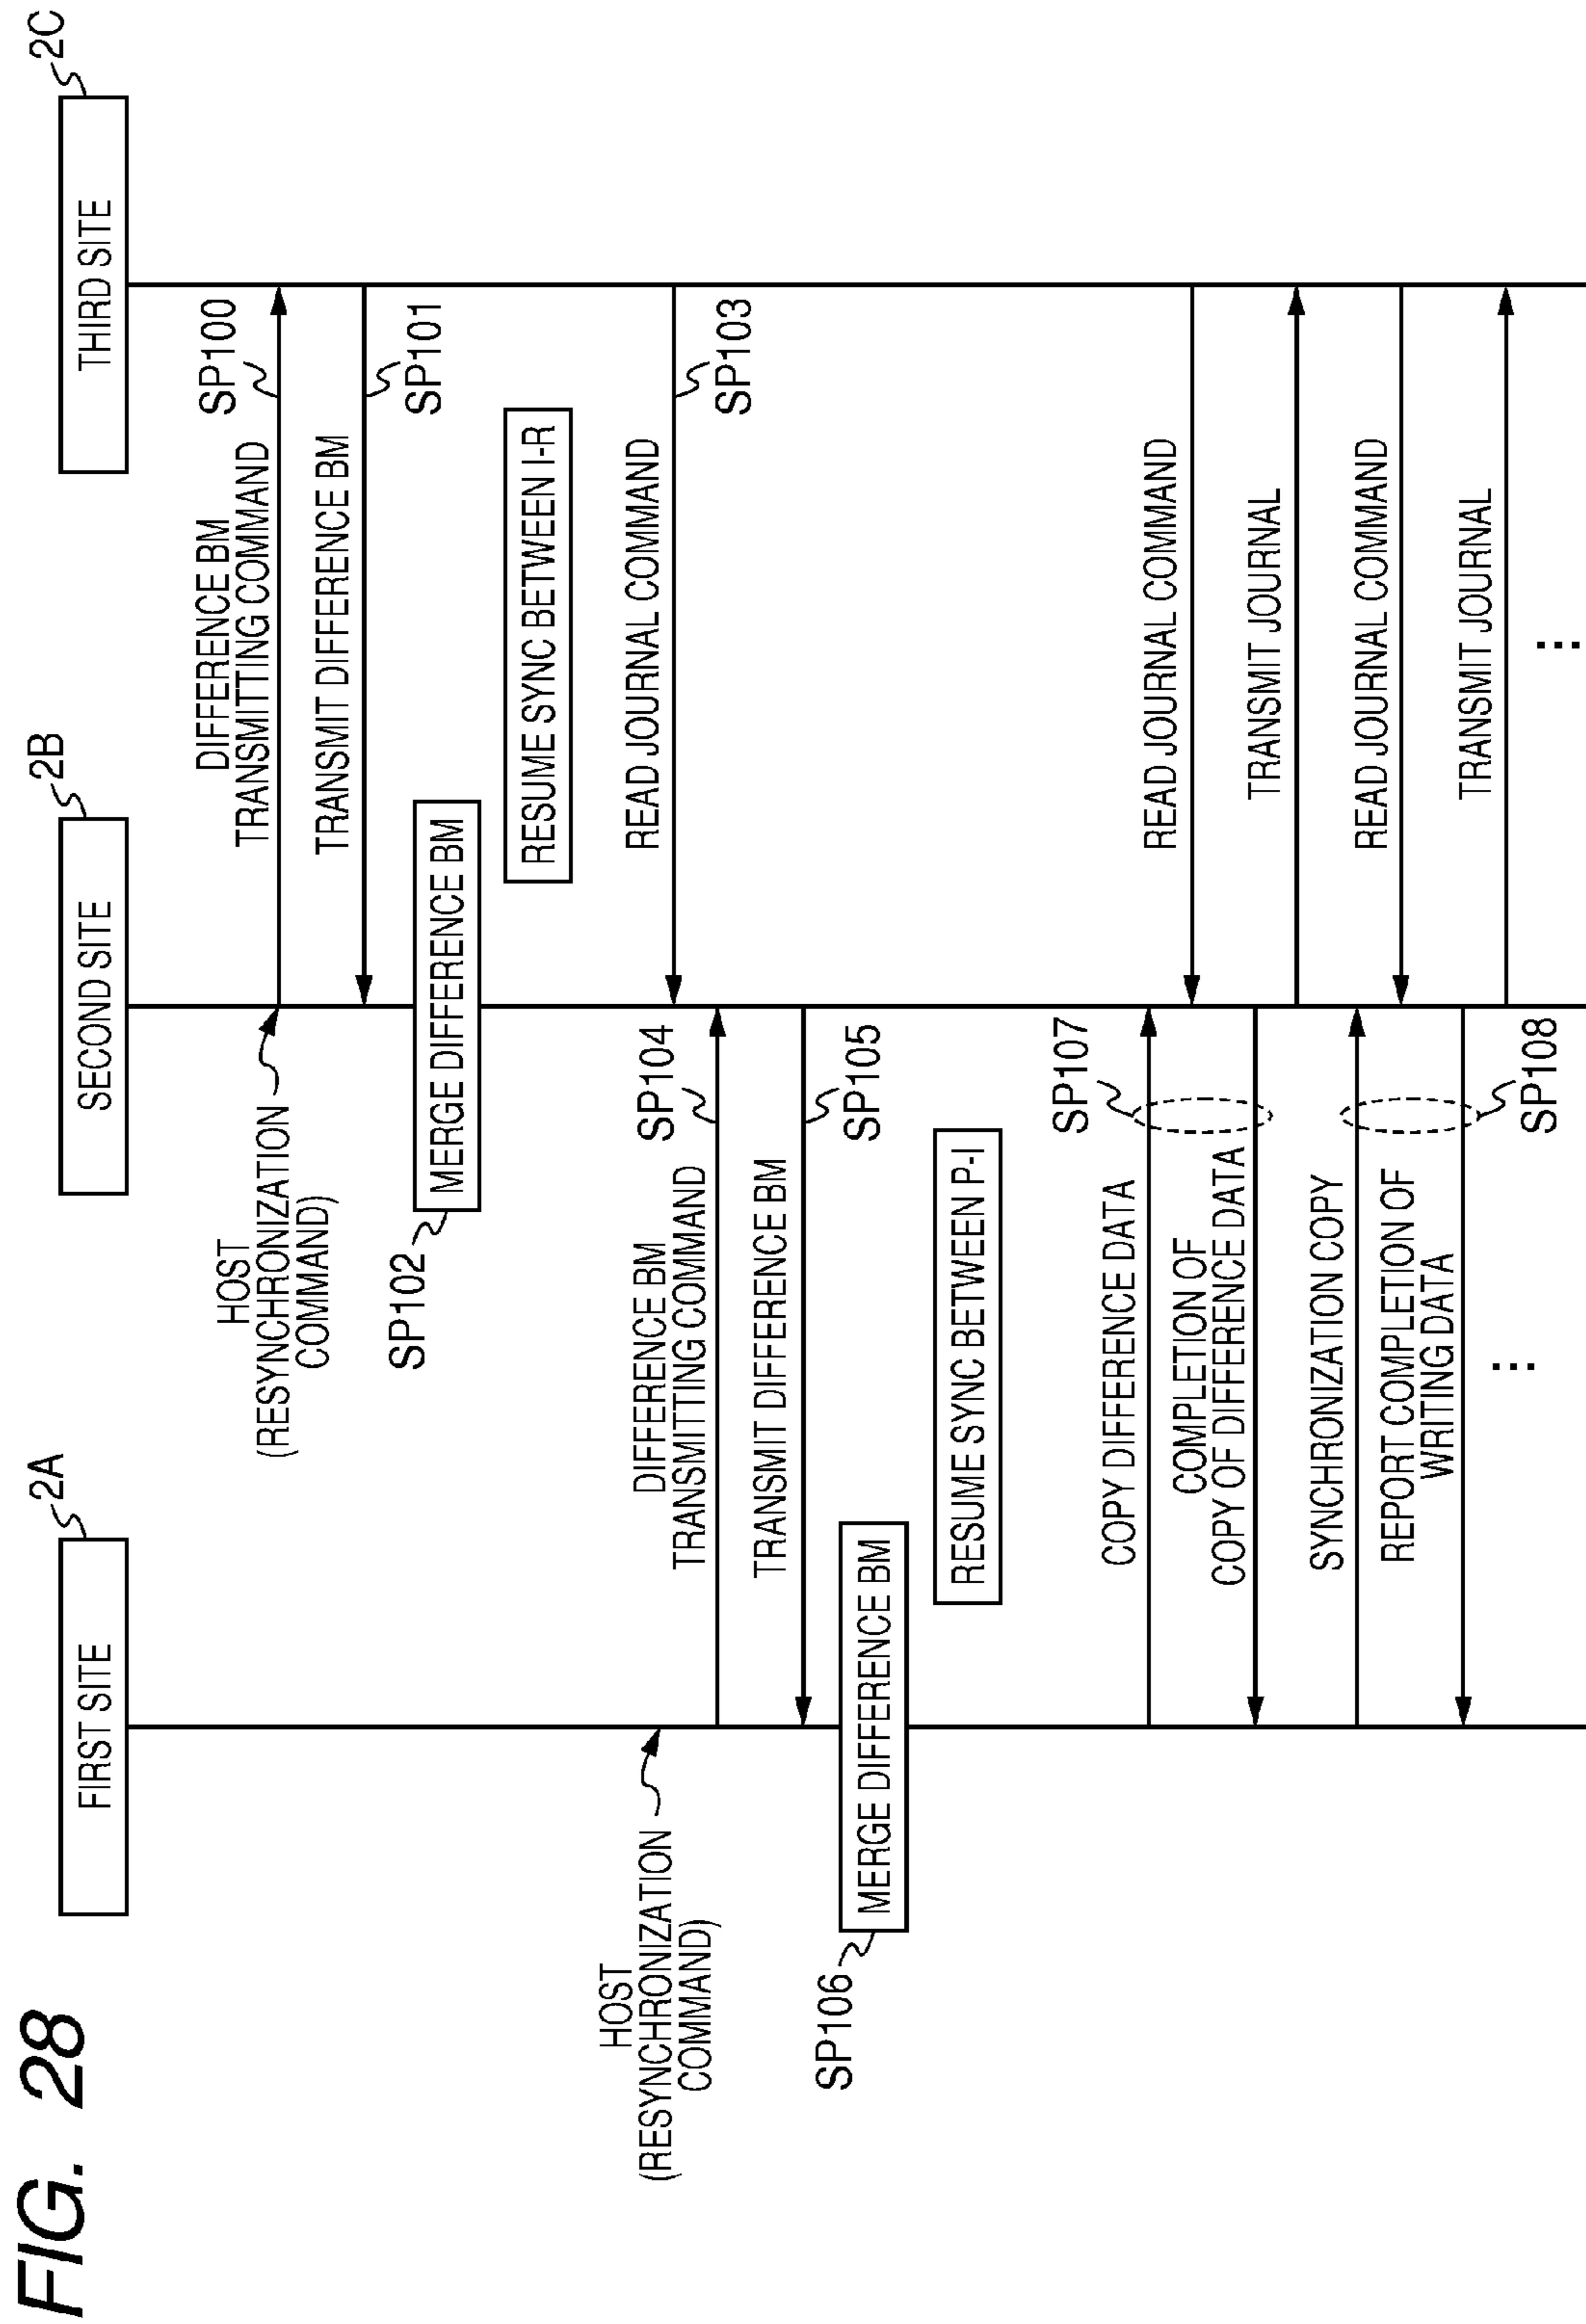 FIG. 28
FIRST SITE
2A
SECOND SITE
2B
THIRD SITE
2C
HOST
(RESYNCHRONIZATION
COMMAND)
DIFFERENCE BM
TRANSMITTING COMMAND
SP100
TRANSMIT DIFFERENCE BM
SP101
SP102
MERGE DIFFERENCE BM
RESUME SYNC BETWEEN I-R
READ JOURNAL COMMAND
SP103
HOST
(RESYNCHRONIZATION
COMMAND)
DIFFERENCE BM
TRANSMITTING COMMAND
SP104
TRANSMIT DIFFERENCE BM
SP105
SP106
MERGE DIFFERENCE BM
RESUME SYNC BETWEEN P-I
COPY DIFFERENCE DATA
SP107
READ JOURNAL COMMAND
COMPLETION OF
COPY OF DIFFERENCE DATA
TRANSMIT JOURNAL
SYNCHRONIZATION COPY
READ JOURNAL COMMAND
REPORT COMPLETION OF
WRITING DATA
SP108
TRANSMIT JOURNAL
...
...